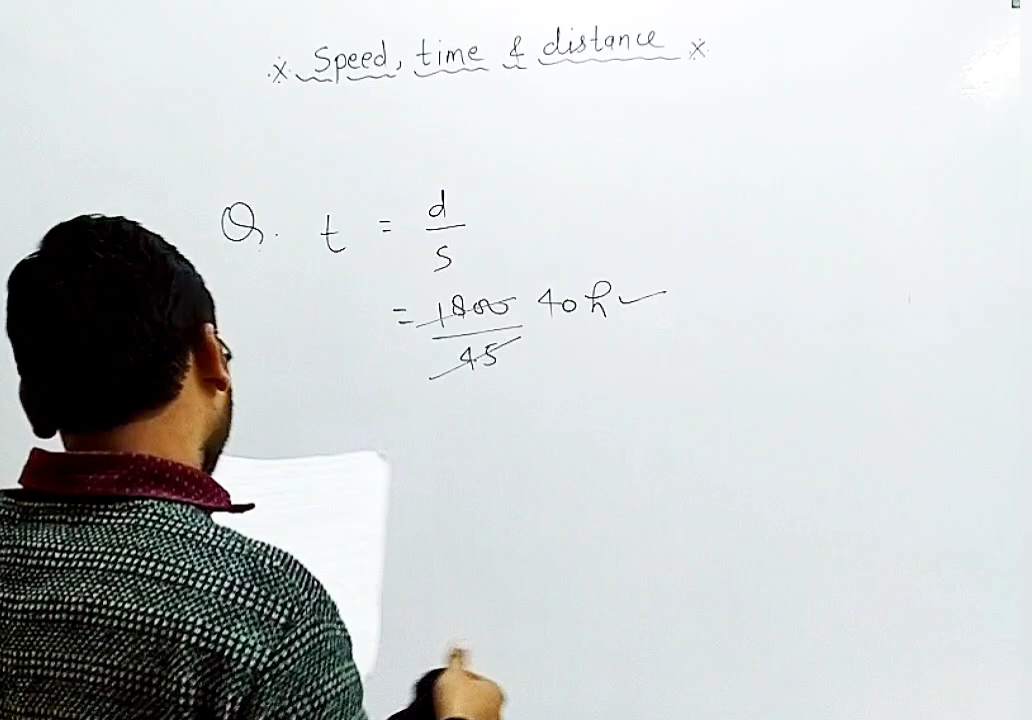 * Speed, time & distance *
Q. t = d/s
= 1800/45 40 h ✓